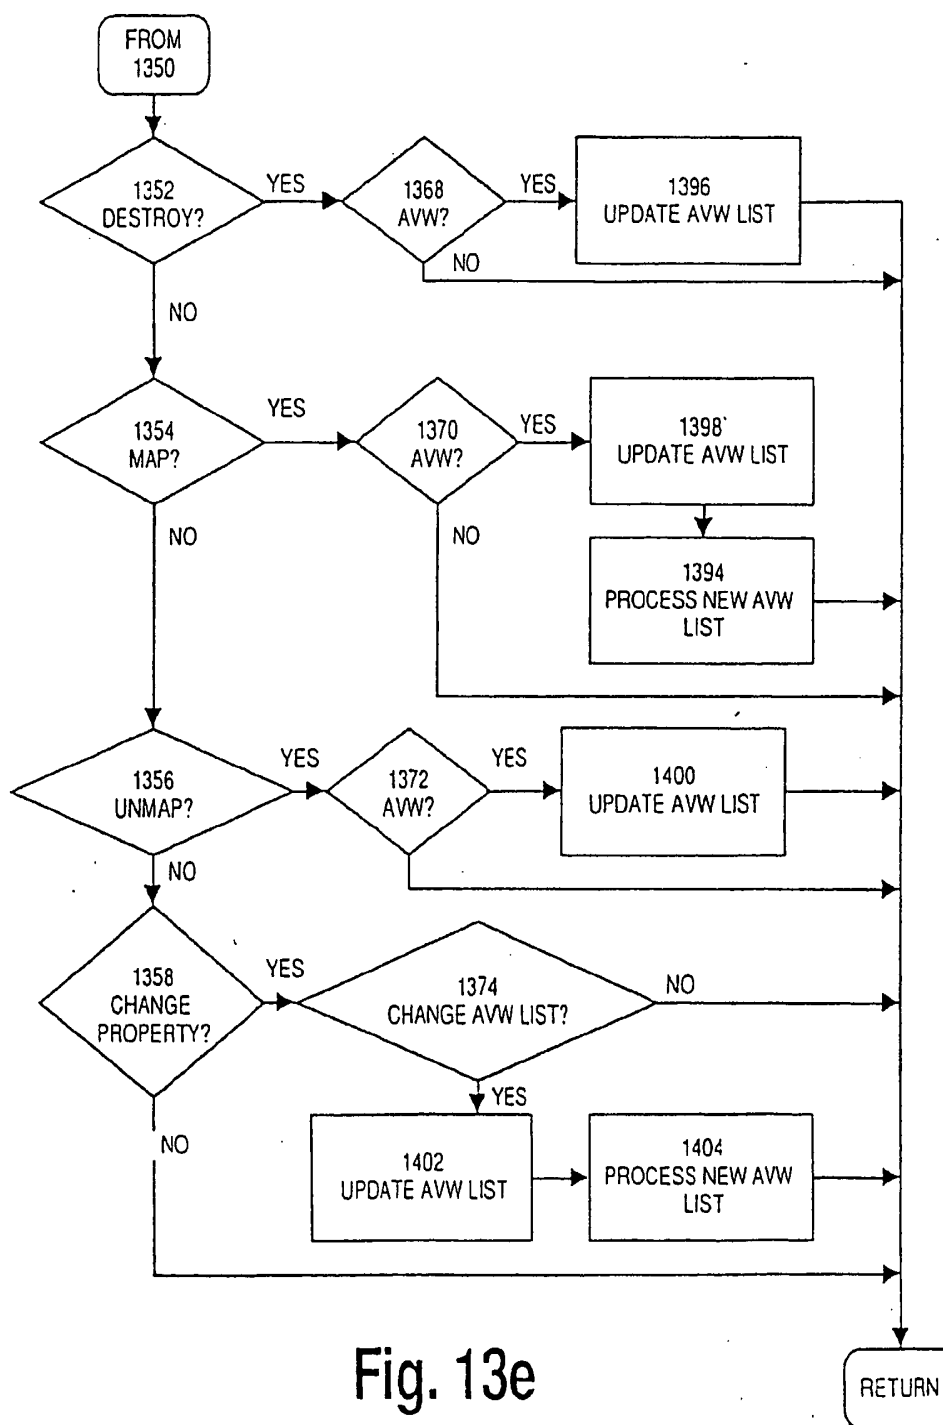 FROM
1350
1352
DESTROY?
YES
1368
AVW?
YES
1396
UPDATE AVW LIST
NO
NO
1354
MAP?
YES
1370
AVW?
YES
1398
UPDATE AVW LIST
NO
NO
1394
PROCESS NEW AVW
LIST
1356
UNMAP?
YES
1372
AVW?
YES
1400
UPDATE AVW LIST
NO
1358
CHANGE
PROPERTY?
YES
1374
CHANGE AVW LIST?
NO
YES
NO
1402
UPDATE AVW LIST
1404
PROCESS NEW AVW
LIST
Fig. 13e
RETURN